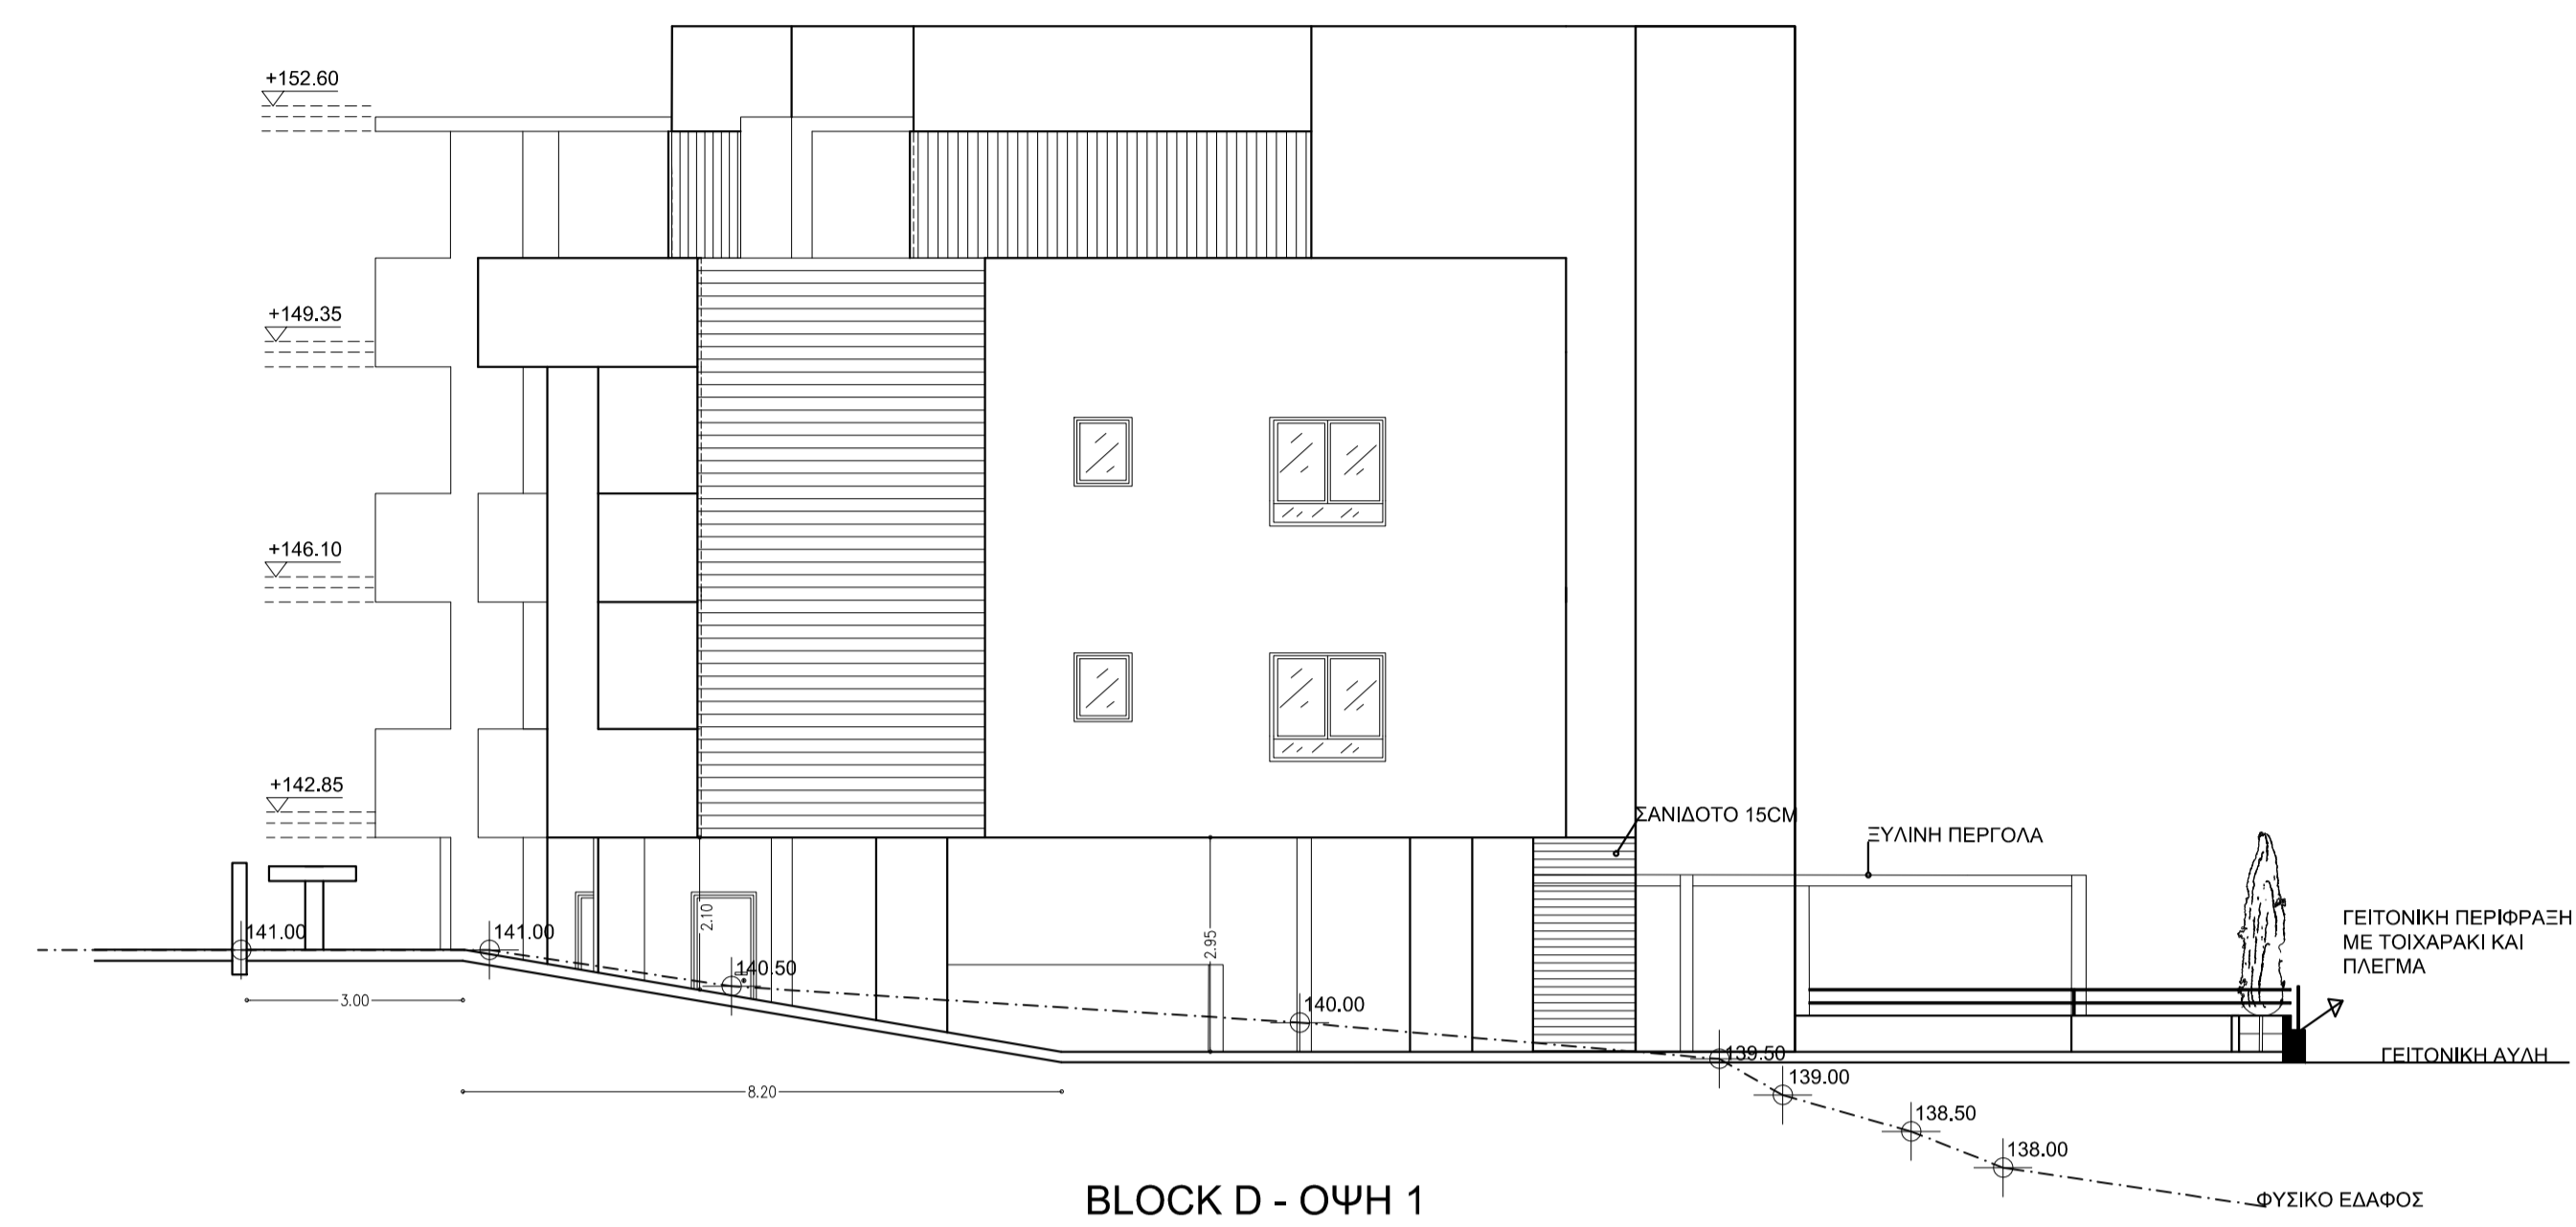 +152.60
+149.35
+146.10
+142.85
ΣΑΝΙΔΟΤΟ 15CM
ΞΥΛΙΝΗ ΠΕΡΓΟΛΑ
ΓΕΙΤΟΝΙΚΗ ΠΕΡΙΦΡΑΞΗ
ΜΕ ΤΟΙΧΑΡΑΚΙ ΚΑΙ
ΠΛΕΓΜΑ
2.10
2.95
141.00
141.00
140.50
140.00
3.00
139.50
ΓΕΙΤΟΝΙΚΗ ΑΥΛΗ
139.00
8.20
138.50
138.00
ΦΥΣΙΚΟ ΕΔΑΦΟΣ
BLOCK D - ΟΨΗ 1